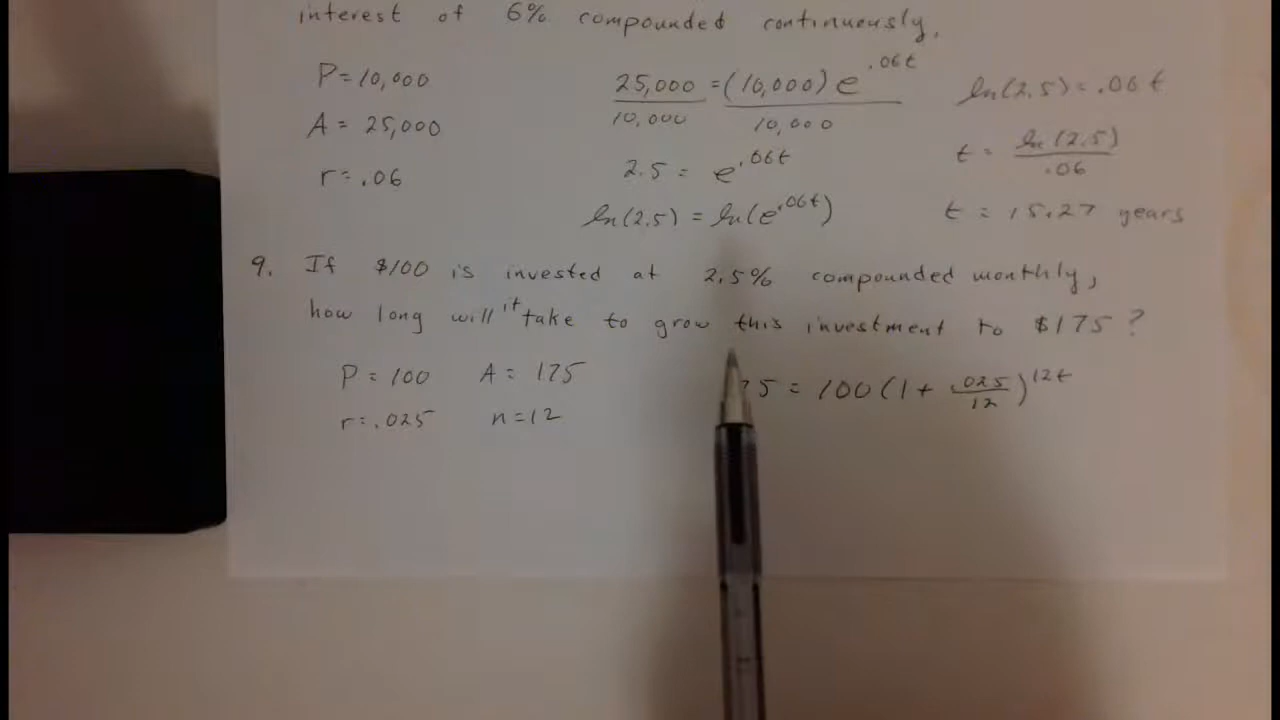 interest of 6% compounded continuously.
P=10,000
A = 25,000
r=.06
25,000 = (10,000) e^.06t
10,000 10,000
2.5 = e^.06t
ln(2.5) = ln(e^.06t)
ln(2.5) = .06 t
t = ln(2.5)/.06
t = 15.27 years
9. If $100 is invested at 2.5% compounded monthly,
how long will it take to grow this investment to $175?
P = 100 A = 175
r=.025 n=12
75 = 100(1+ .025/12)^12t